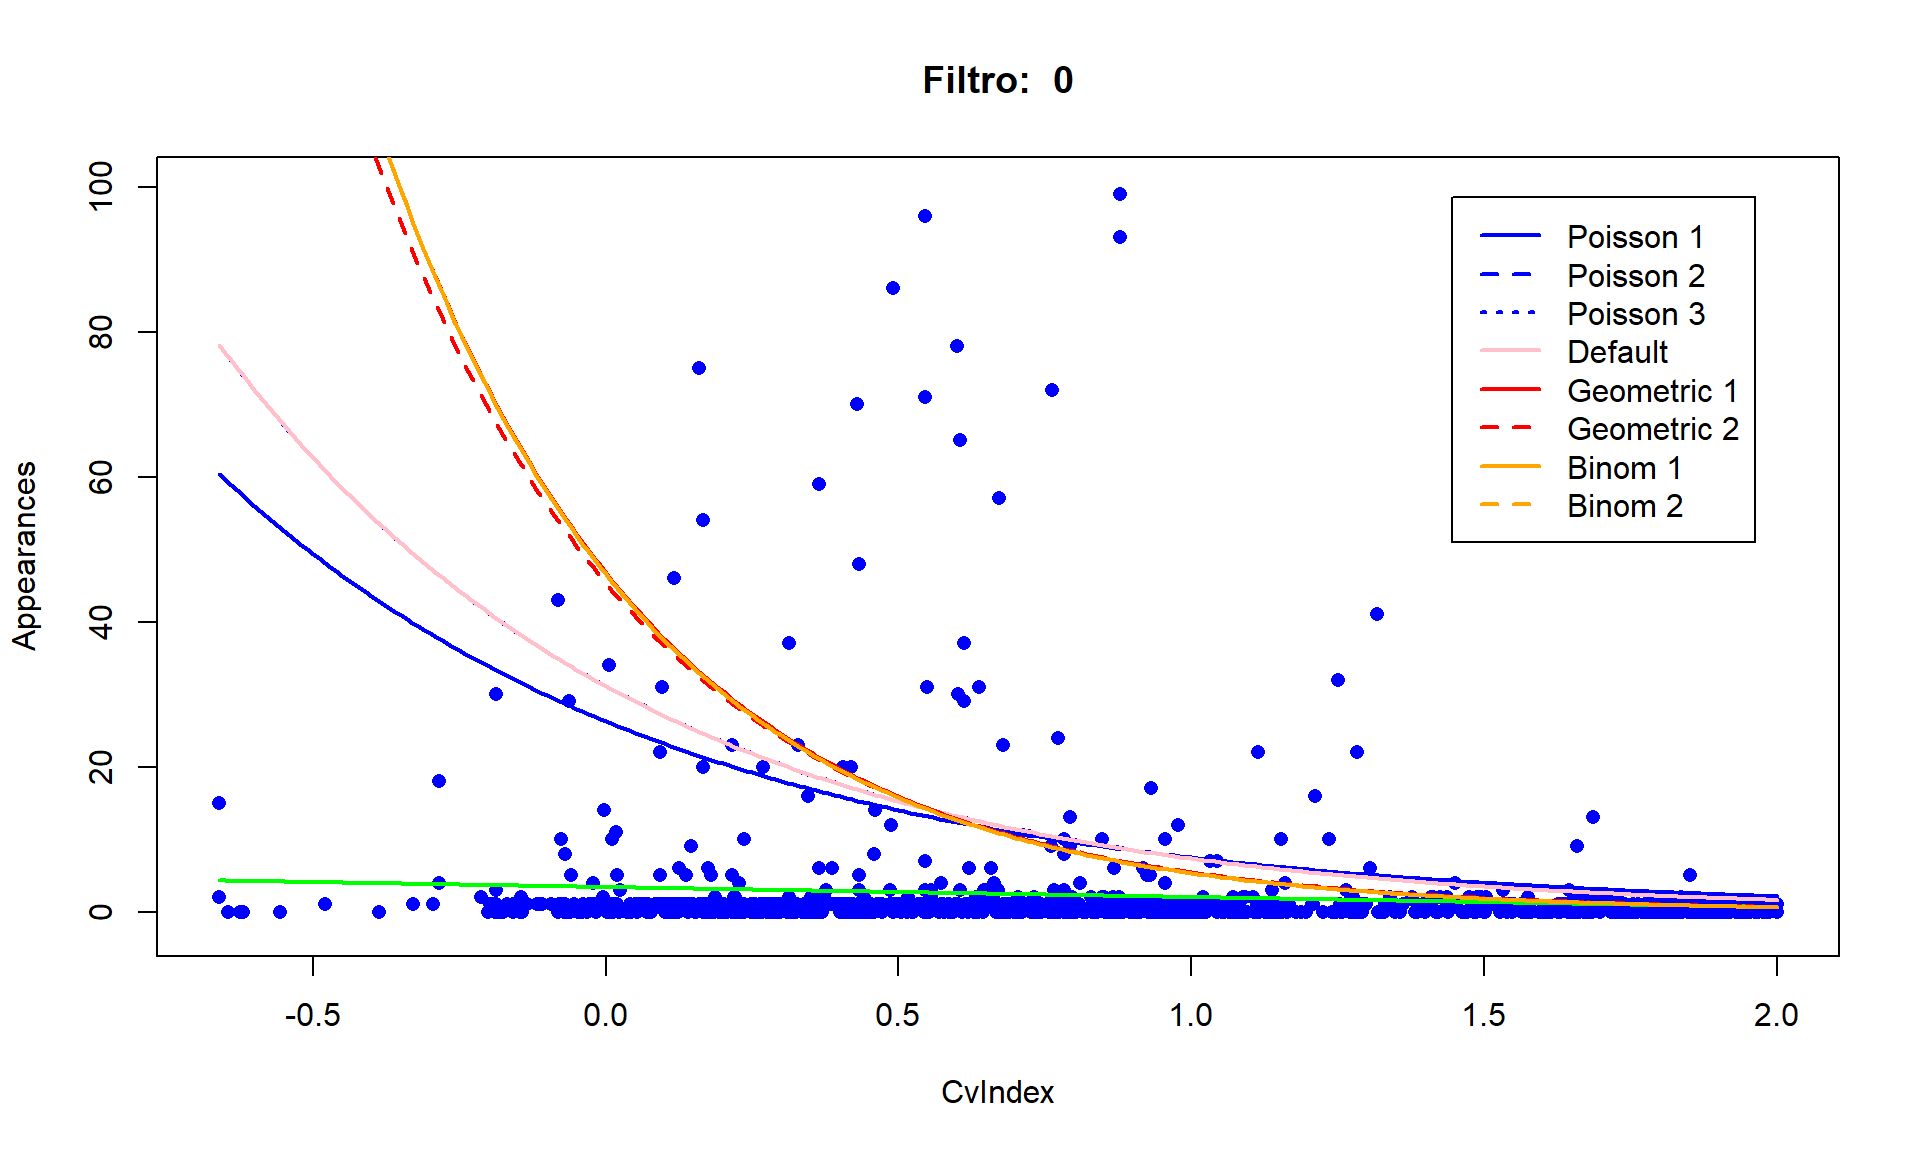 Filtro:  0
Appearances
100
80
60
40
20
0
Poisson 1
Poisson 2
Poisson 3
Default
Geometric 1
Geometric 2
Binom 1
Binom 2
-0.5 0.0 0.5 1.0 1.5 2.0
CvIndex